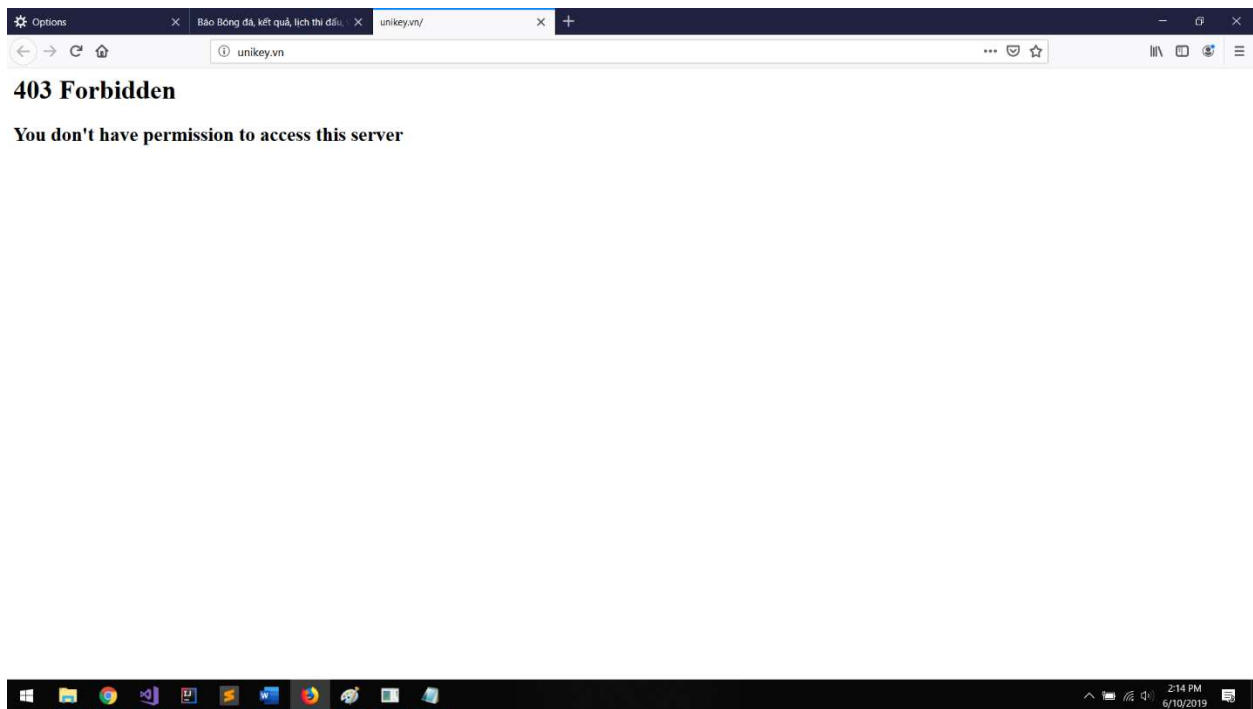 Options
Báo Bóng đá, kết quả, lịch thi đấu,
unikey.vn/
unikey.vn
403 Forbidden
You don't have permission to access this server
2:14 PM
6/10/2019